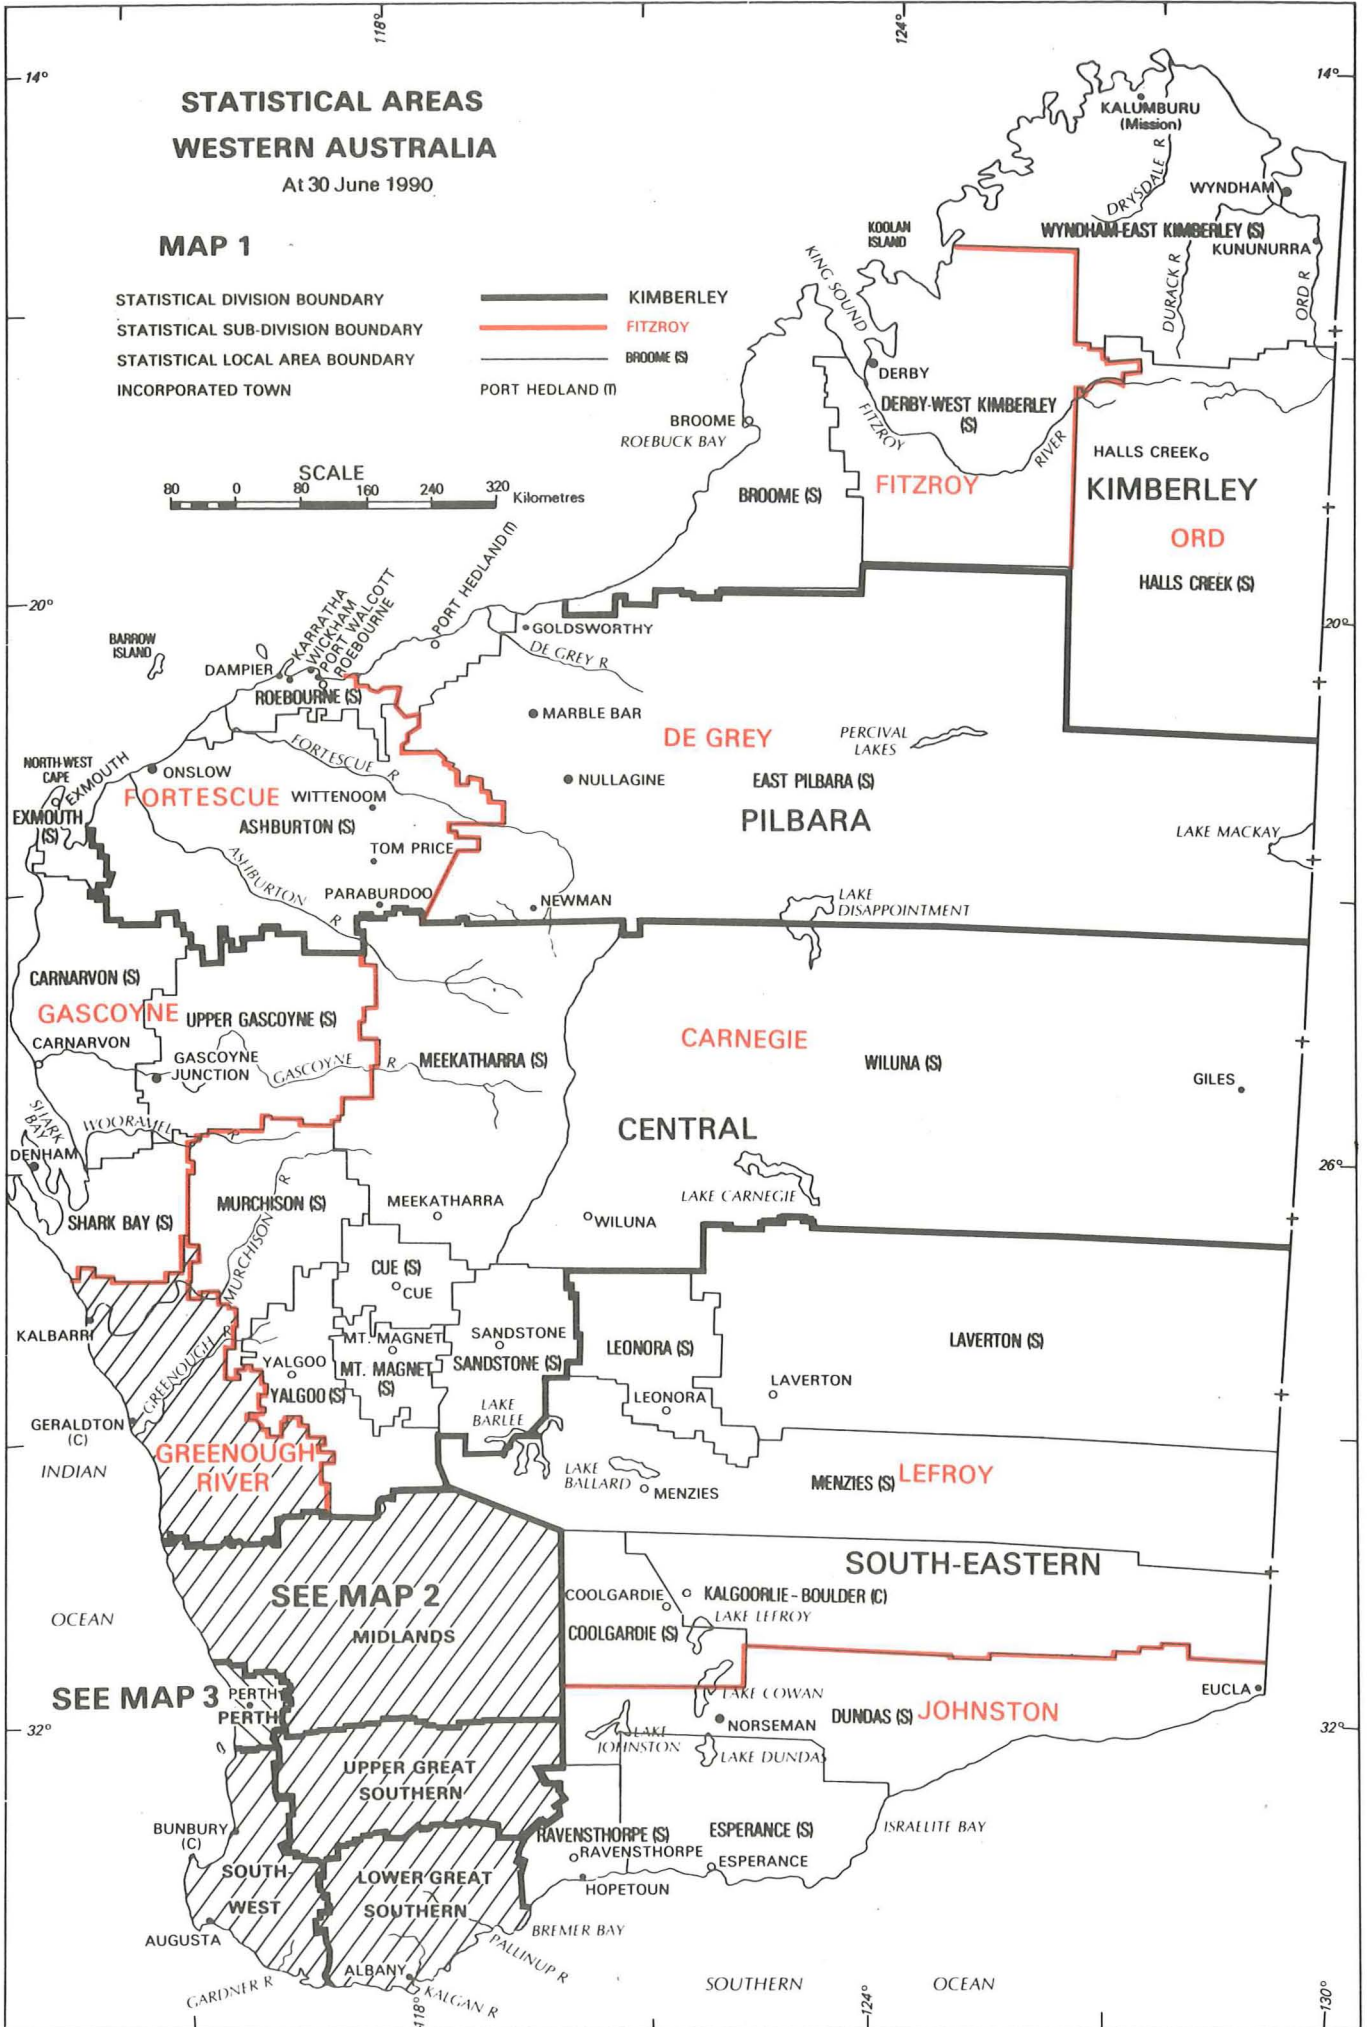 118°
124°
14°
14°
STATISTICAL AREAS
WESTERN AUSTRALIA
At 30 June 1990
MAP 1
STATISTICAL DIVISION BOUNDARY
KIMBERLEY
STATISTICAL SUB-DIVISION BOUNDARY
FITZROY
STATISTICAL LOCAL AREA BOUNDARY
BROOME (S)
INCORPORATED TOWN
PORT HEDLAND (T)
SCALE
80 0 80 160 240 320 Kilometres
KALUMBURU
(Mission)
DRYSDALE R
WYNDHAM
KOOLAN
ISLAND
WYNDHAM-EAST KIMBERLEY (S)
KUNUNURRA
KING SOUND
DURACK R
ORD R
DERBY
DERBY-WEST KIMBERLEY
(S)
BROOME
ROEBUCK BAY
FITZROY
RIVER
HALLS CREEK
FITZROY
KIMBERLEY
BROOME (S)
ORD
HALLS CREEK (S)
20°
20°
PORT HEDLAND (T)
KARRATHA
WICKHAM
PORT WALCOTT
ROEBOURNE
GOLDSWORTHY
DE GREY R
BARROW
ISLAND
DAMPIER
ROEBOURNE (S)
MARBLE BAR
DE GREY
PERCIVAL
LAKES
FORTESCUE R
NORTH-WEST
CAPE
EXMOUTH
ONSLOW
NULLAGINE
EAST PILBARA (S)
FORTESCUE
WITTENOOM
EXMOUTH
(S)
ASHBURTON (S)
PILBARA
LAKE MACKAY
TOM PRICE
ASHBURTON R
PARABURDOO
NEWMAN
LAKE
DISAPPOINTMENT
CARNARVON (S)
GASCOYNE
UPPER GASCOYNE (S)
CARNEGIE
CARNARVON
GASCOYNE
JUNCTION
GASCOYNE R
MEEKATHARRA (S)
WILUNA (S)
GILES
SHARK
BAY
WOORAMEL R
CENTRAL
DENHAM
26°
MURCHISON (S)
MEEKATHARRA
LAKE CARNEGIE
SHARK BAY (S)
WILUNA
MURCHISON R
CUE (S)
CUE
KALBARRI
GREENOUGH R
MT. MAGNET
SANDSTONE
LEONORA (S)
LAVERTON (S)
YALGOO
MT. MAGNET
(S)
SANDSTONE (S)
YALGOO (S)
LAVERTON
LEONORA
LAKE
BARLEE
GERALDTON
(C)
GREENOUGH
RIVER
INDIAN
LAKE
BALLARD
MENZIES
MENZIES (S)
LEFROY
SOUTH-EASTERN
SEE MAP 2
MIDLANDS
COOLGARDIE
KALGOORLIE-BOULDER (C)
LAKE LEFROY
OCEAN
COOLGARDIE (S)
SEE MAP 3
PERTH
PERTH
LAKE COWAN
EUCLA
NORSEMAN
DUNDAS (S)
JOHNSTON
32°
32°
LAKE
JOHNSTON
LAKE DUNDAS
UPPER GREAT
SOUTHERN
BUNBURY
(C)
RAVENSTHORPE (S)
ESPERANCE (S)
ISRAELITE BAY
RAVENSTHORPE
ESPERANCE
SOUTH-
WEST
LOWER GREAT
SOUTHERN
HOPETOUN
AUGUSTA
BREMER BAY
PALLINUP R
ALBANY
GARDNER R
KALGAN R
SOUTHERN OCEAN
118°
124°
130°